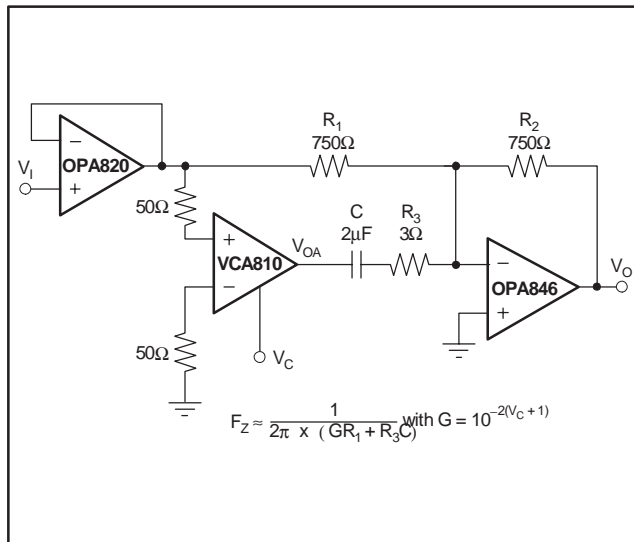 R1
750Ω
R2
750Ω
−
OPA820
+
VI
50Ω
C
2μF
R3
3Ω
+
VCA810
−
VOA
−
OPA846
+
VO
50Ω
VC
FZ ≈ 1 / 2π x (GR1 + R3C) with G = 10^−2(VC + 1)